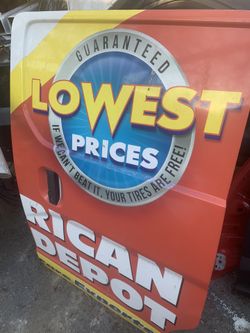 GUARANTEED
LOWEST
PRICES
IF WE CAN'T BEAT IT, YOUR TIRES ARE FREE!
RICAN
DEPOT